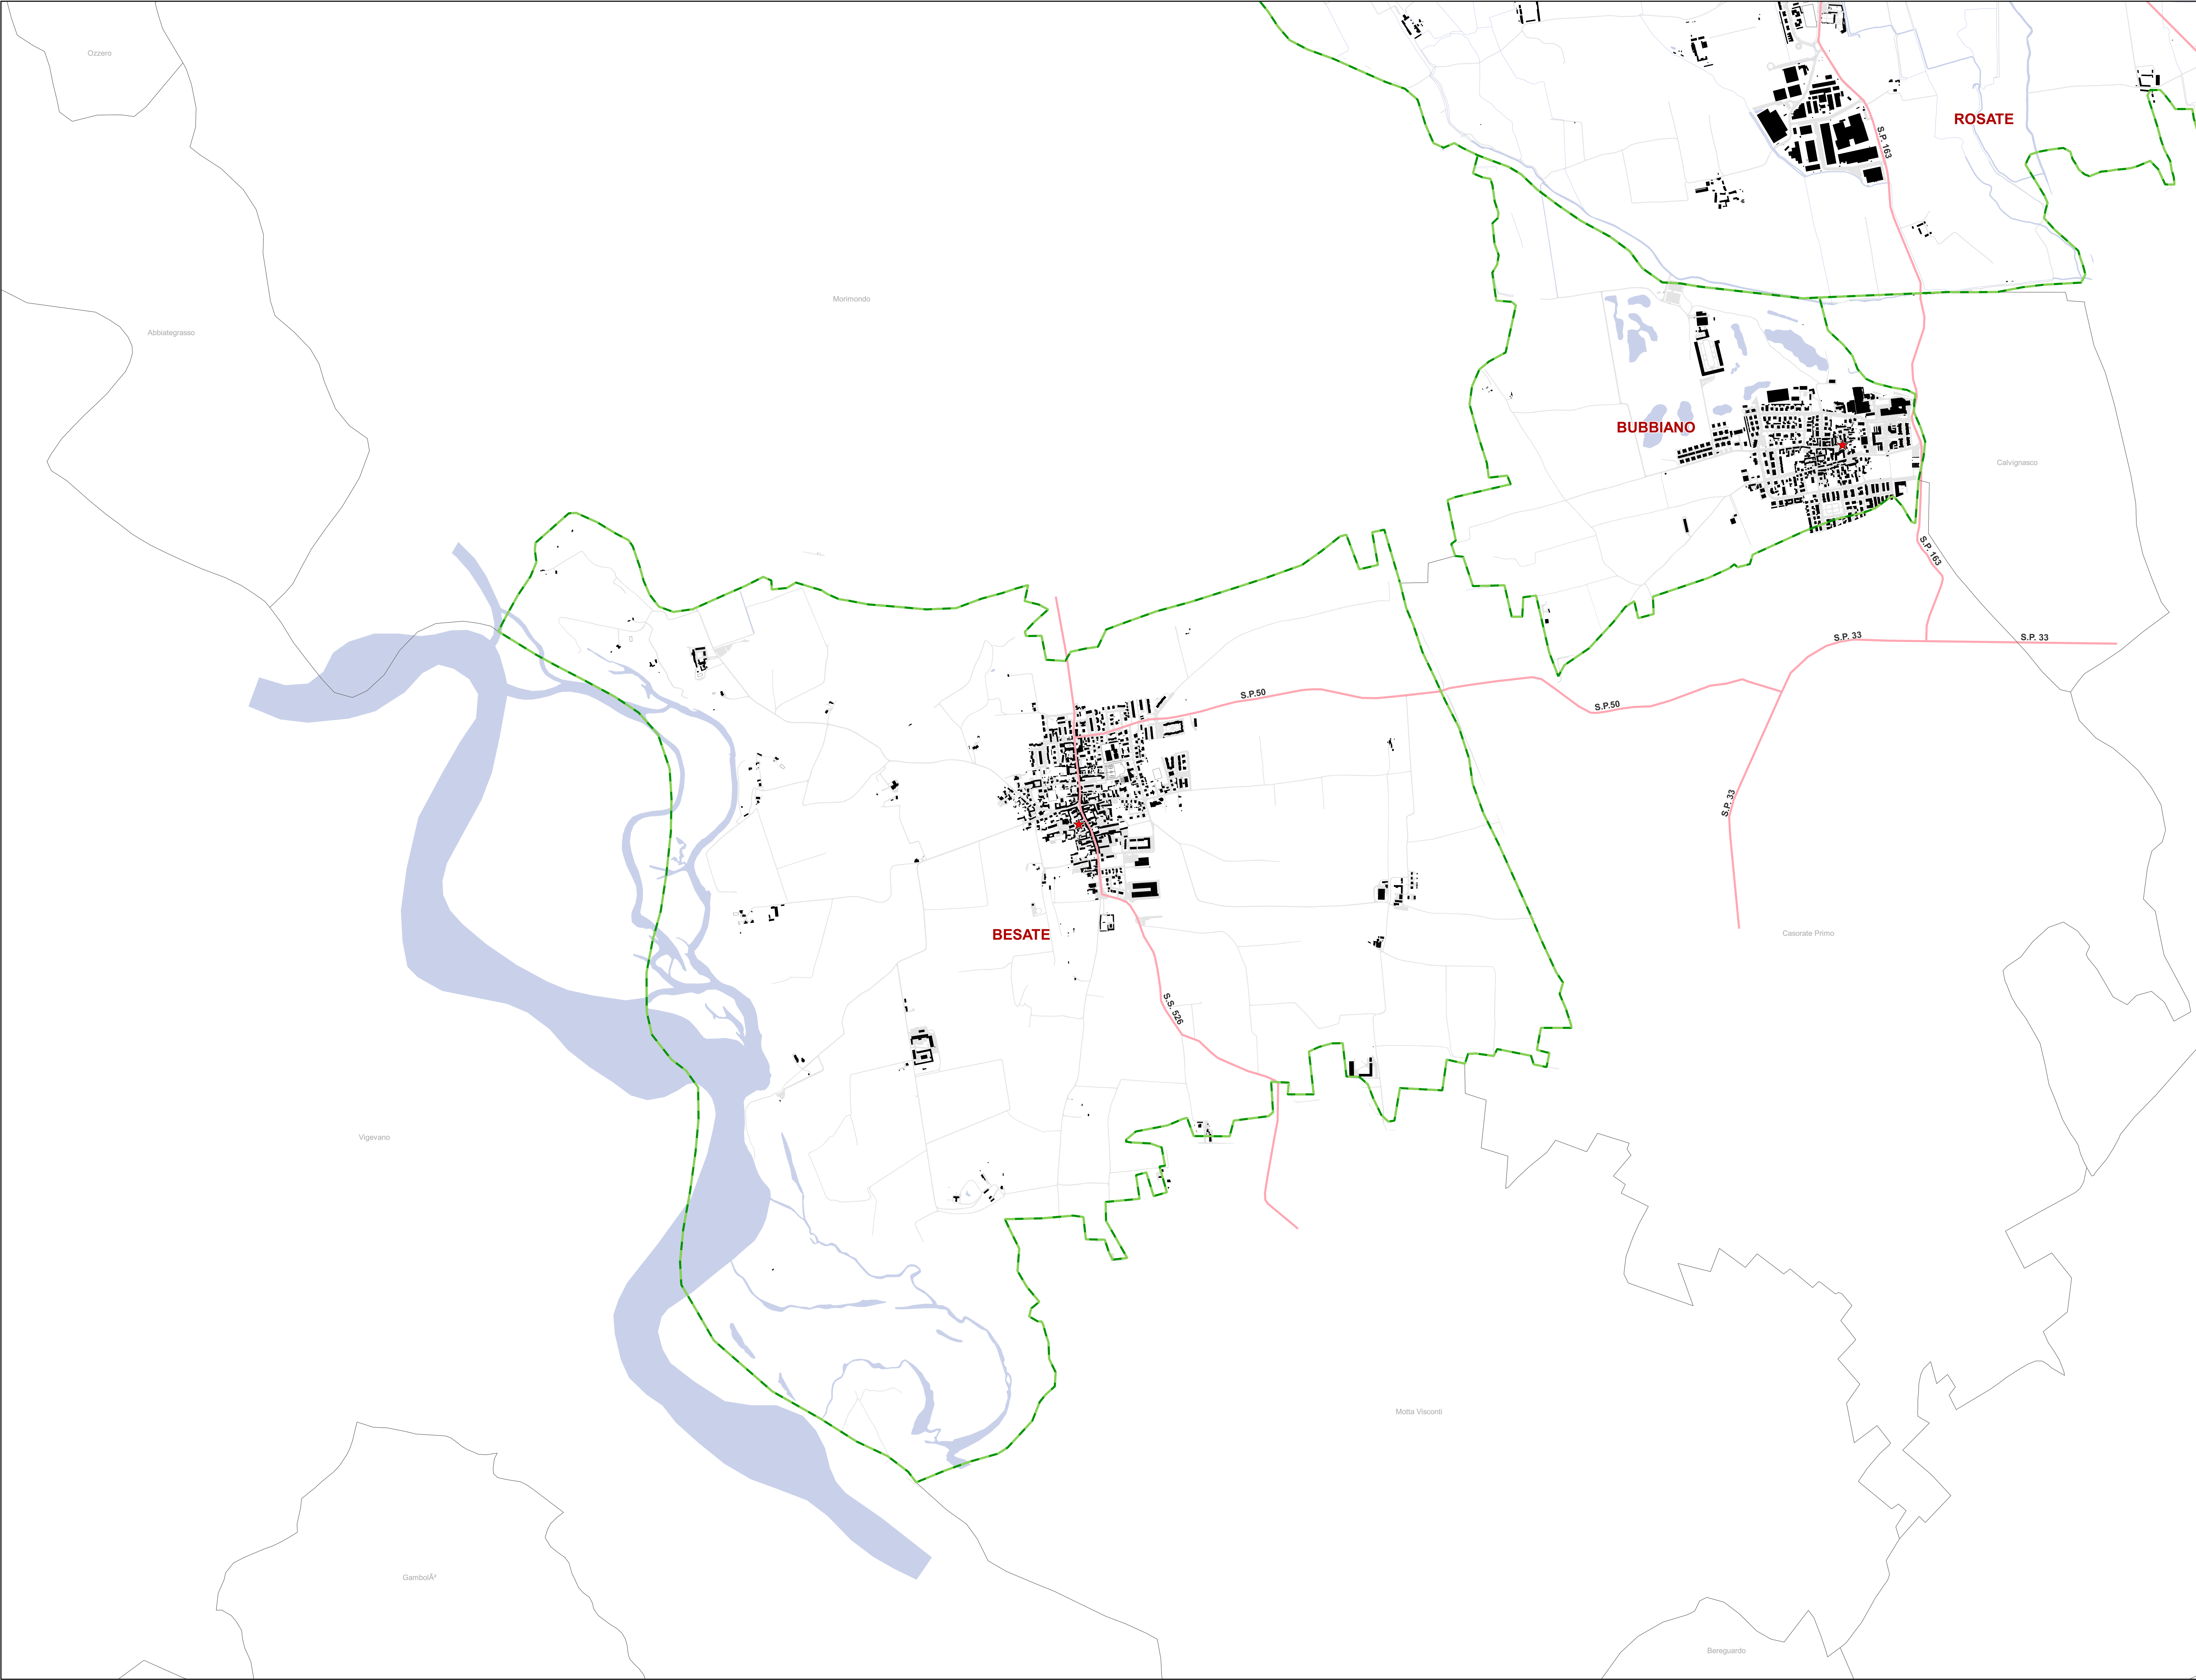 Ozzero
ROSATE
S.P. 163
Morimondo
Abbiategrasso
BUBBIANO
Calvignasco
S.P. 163
S.P. 33
S.P. 33
S.P.50
S.P.50
S.P. 33
BESATE
Casorate Primo
S.S. 526
Vigevano
Motta Visconti
GambolÃ²
Bereguardo